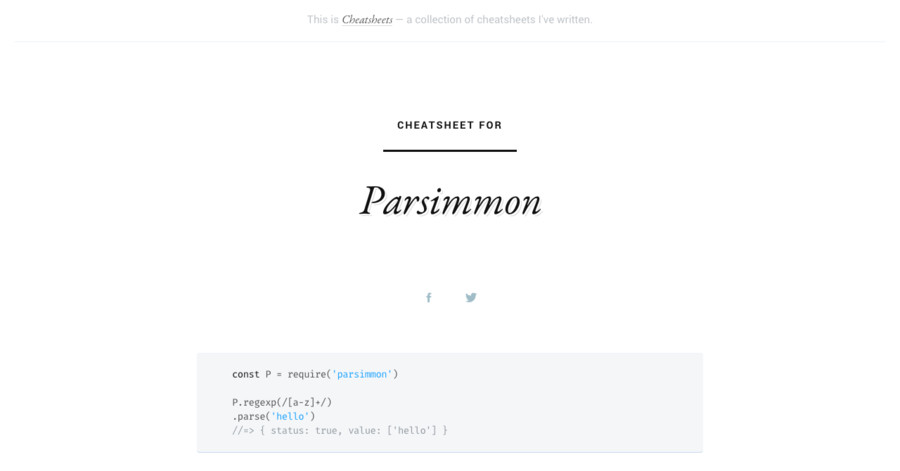 This is Cheatsheets — a collection of cheatsheets I've written.
CHEATSHEET FOR
Parsimmon
const P = require('parsimmon')
P.regexp(/[a-z]+/)
.parse('hello')
//=> { status: true, value: ['hello'] }